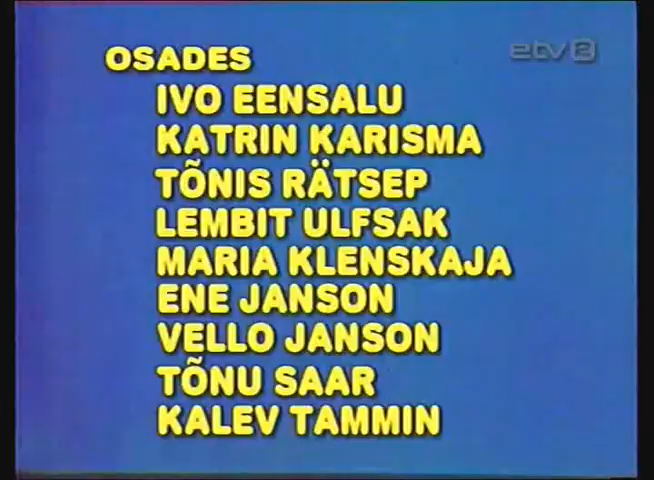 etv2
OSADES
IVO EENSALU
KATRIN KARISMA
TÕNIS RÄTSEP
LEMBIT ULFSAK
MARIA KLENSKAJA
ENE JANSON
VELLO JANSON
TÕNU SAAR
KALEV TAMMIN